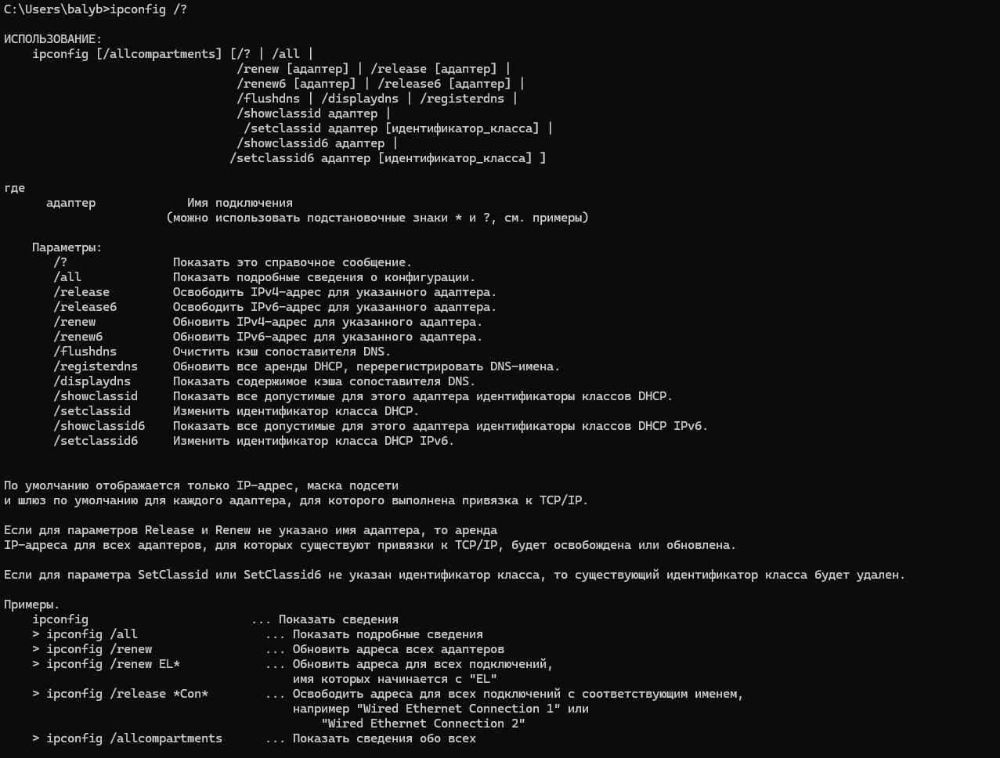 C:\Users\balyb>ipconfig /?
ИСПОЛЬЗОВАНИЕ:
ipconfig [/allcompartments] [/? | /all |
/renew [адаптер] | /release [адаптер] |
/renew6 [адаптер] | /release6 [адаптер] |
/flushdns | /displaydns | /registerdns |
/showclassid адаптер |
/setclassid адаптер [идентификатор_класса] |
/showclassid6 адаптер |
/setclassid6 адаптер [идентификатор_класса] ]
где
адаптер Имя подключения
(можно использовать подстановочные знаки * и ?, см. примеры)
Параметры:
/? Показать это справочное сообщение.
/all Показать подробные сведения о конфигурации.
/release Освободить IPv4-адрес для указанного адаптера.
/release6 Освободить IPv6-адрес для указанного адаптера.
/renew Обновить IPv4-адрес для указанного адаптера.
/renew6 Обновить IPv6-адрес для указанного адаптера.
/flushdns Очистить кэш сопоставителя DNS.
/registerdns Обновить все аренды DHCP, перерегистрировать DNS-имена.
/displaydns Показать содержимое кэша сопоставителя DNS.
/showclassid Показать все допустимые для этого адаптера идентификаторы классов DHCP.
/setclassid Изменить идентификатор класса DHCP.
/showclassid6 Показать все допустимые для этого адаптера идентификаторы классов DHCP IPv6.
/setclassid6 Изменить идентификатор класса DHCP IPv6.
По умолчанию отображается только IP-адрес, маска подсети
и шлюз по умолчанию для каждого адаптера, для которого выполнена привязка к TCP/IP.
Если для параметров Release и Renew не указано имя адаптера, то аренда
IP-адреса для всех адаптеров, для которых существуют привязки к TCP/IP, будет освобождена или обновлена.
Если для параметра SetClassid или SetClassid6 не указан идентификатор класса, то существующий идентификатор класса будет удален.
Примеры.
ipconfig ... Показать сведения
> ipconfig /all ... Показать подробные сведения
> ipconfig /renew ... Обновить адреса всех адаптеров
> ipconfig /renew EL* ... Обновить адреса для всех подключений,
имя которых начинается с "EL"
> ipconfig /release *Con* ... Освободить адреса для всех подключений с соответствующим именем,
например "Wired Ethernet Connection 1" или
"Wired Ethernet Connection 2"
> ipconfig /allcompartments ... Показать сведения обо всех